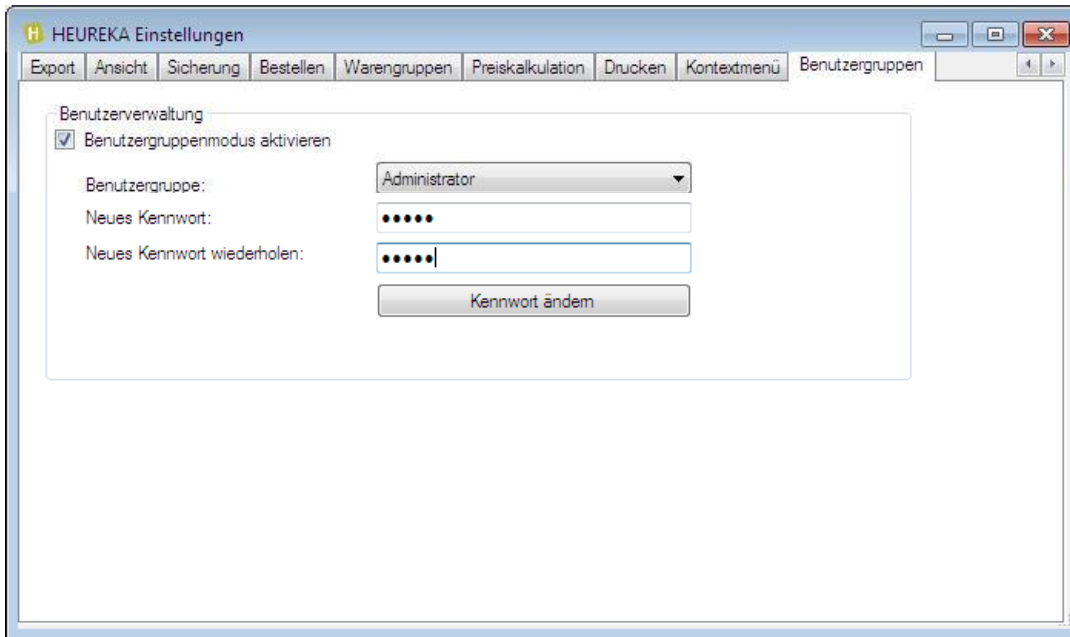 HEUREKA Einstellungen
Export Ansicht Sicherung Bestellen Warengruppen Preiskalkulation Drucken Kontextmenü Benutzergruppen
Benutzerverwaltung
Benutzergruppenmodus aktivieren
Benutzergruppe: Administrator
Neues Kennwort: •••••
Neues Kennwort wiederholen: •••••
Kennwort ändern